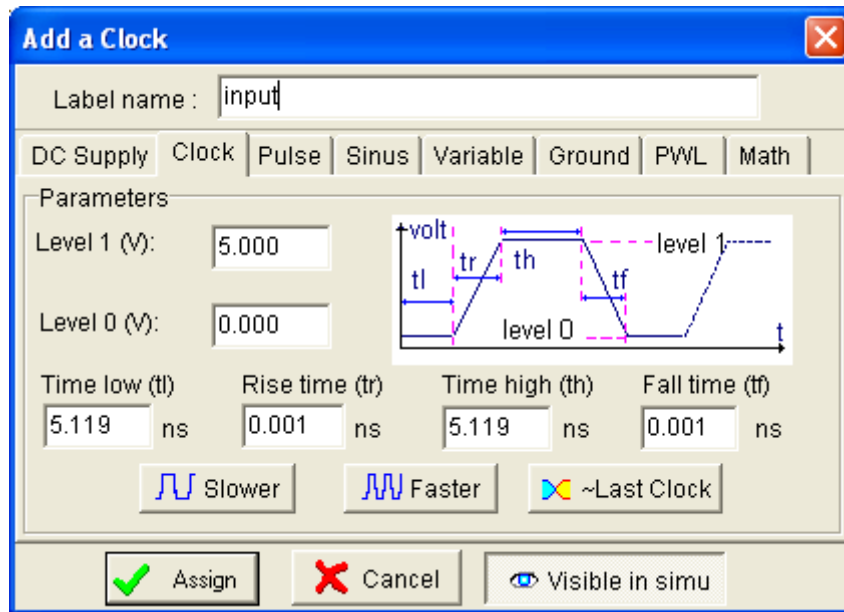 Add a Clock
Label name : input
DC Supply Clock Pulse Sinus Variable Ground PWL Math
Parameters
Level 1 (V): 5.000
Level 0 (V): 0.000
volt
level 1
tr th
tl tf
level 0
t
Time low (tl) Rise time (tr) Time high (th) Fall time (tf)
5.119 ns 0.001 ns 5.119 ns 0.001 ns
Slower Faster ~Last Clock
Assign Cancel Visible in simu